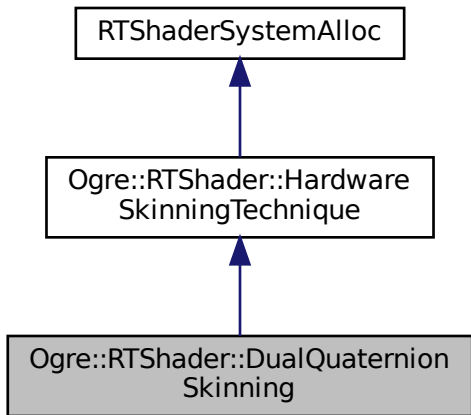 RTShaderSystemAlloc
Ogre::RTShader::Hardware
SkinningTechnique
Ogre::RTShader::DualQuaternion
Skinning